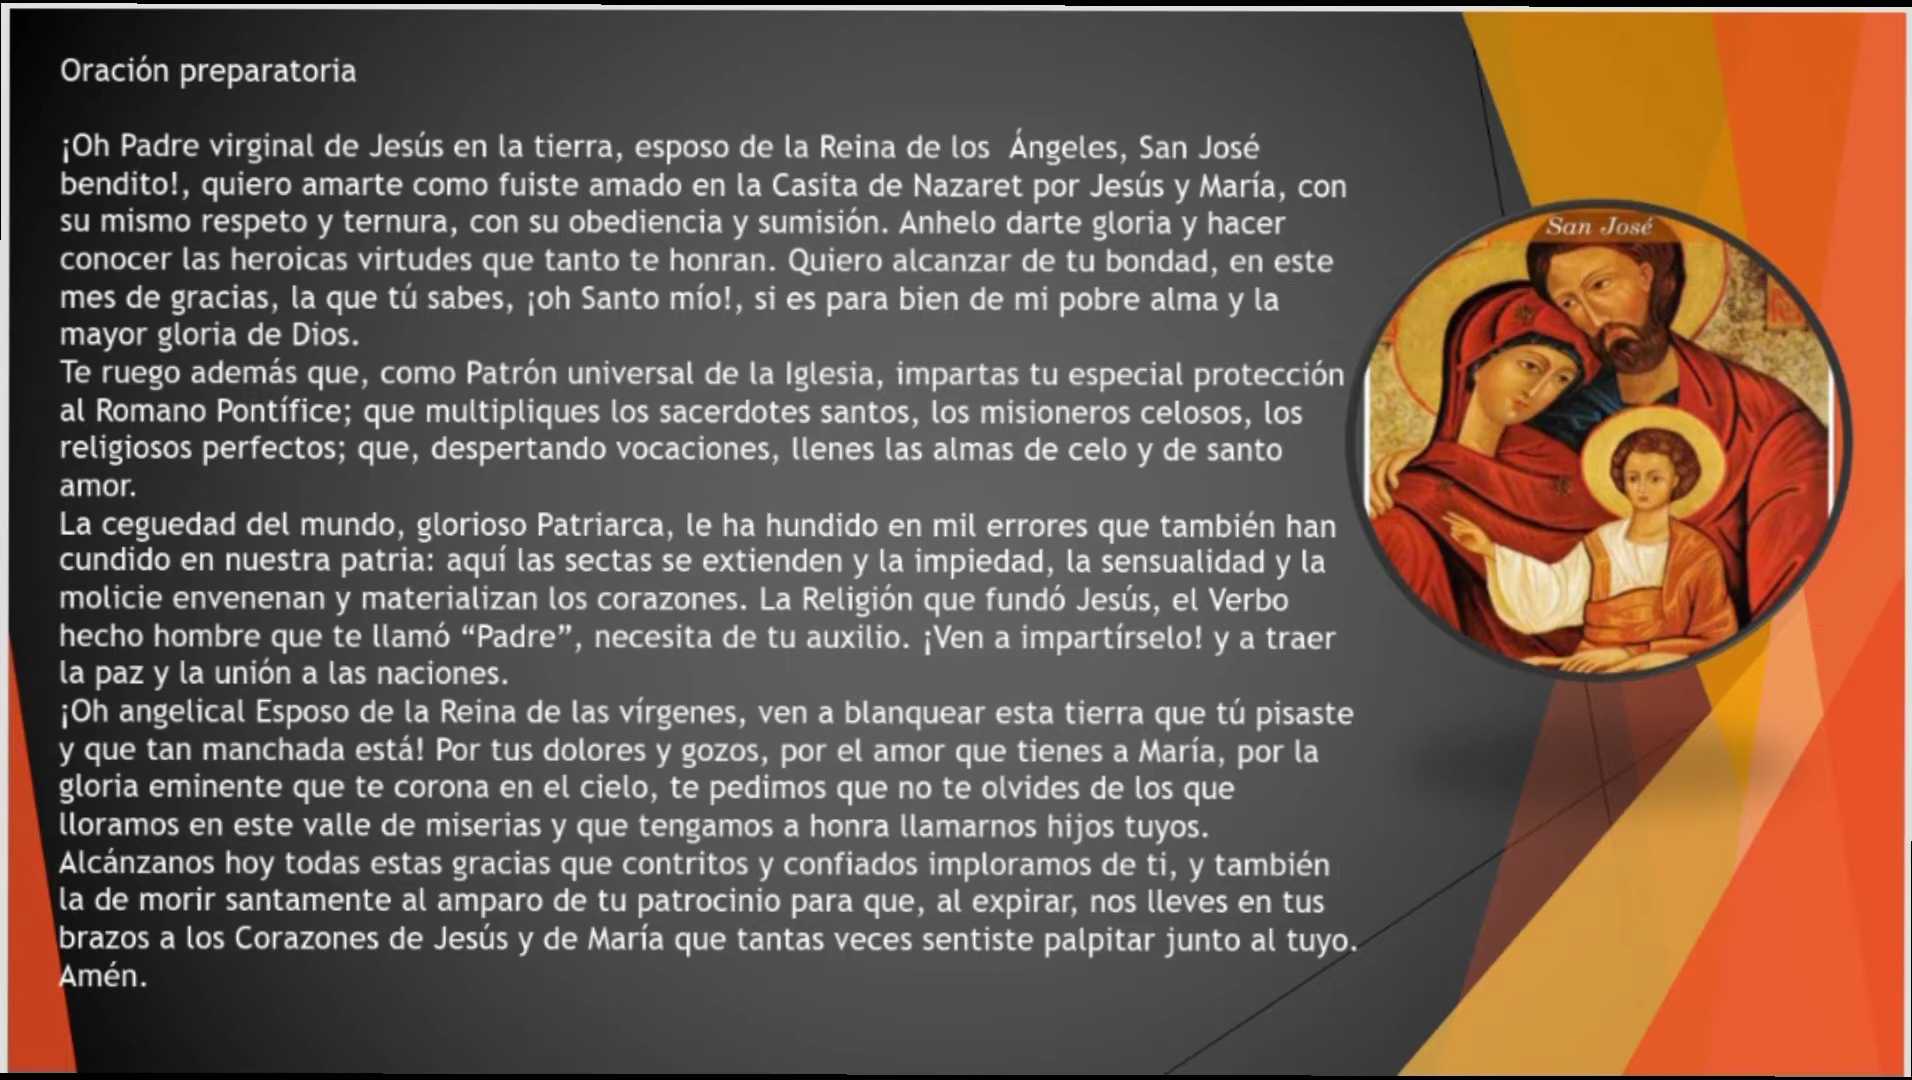 Oración preparatoria
¡Oh Padre virginal de Jesús en la tierra, esposo de la Reina de los Ángeles, San José
bendito!, quiero amarte como fuiste amado en la Casita de Nazaret por Jesús y María, con
su mismo respeto y ternura, con su obediencia y sumisión. Anhelo darte gloria y hacer
conocer las heroicas virtudes que tanto te honran. Quiero alcanzar de tu bondad, en este
mes de gracias, la que tú sabes, ¡oh Santo mío!, si es para bien de mi pobre alma y la
mayor gloria de Dios.
Te ruego además que, como Patrón universal de la Iglesia, impartas tu especial protección
al Romano Pontífice; que multipliques los sacerdotes santos, los misioneros celosos, los
religiosos perfectos; que, despertando vocaciones, llenes las almas de celo y de santo
amor.
La ceguedad del mundo, glorioso Patriarca, le ha hundido en mil errores que también han
cundido en nuestra patria: aquí las sectas se extienden y la impiedad, la sensualidad y la
molicie envenenan y materializan los corazones. La Religión que fundó Jesús, el Verbo
hecho hombre que te llamó “Padre”, necesita de tu auxilio. ¡Ven a impartírselo! y a traer
la paz y la unión a las naciones.
¡Oh angelical Esposo de la Reina de las vírgenes, ven a blanquear esta tierra que tú pisaste
y que tan manchada está! Por tus dolores y gozos, por el amor que tienes a María, por la
gloria eminente que te corona en el cielo, te pedimos que no te olvides de los que
lloramos en este valle de miserias y que tengamos a honra llamarnos hijos tuyos.
Alcánzanos hoy todas estas gracias que contritos y confiados imploramos de ti, y también
la de morir santamente al amparo de tu patrocinio para que, al expirar, nos lleves en tus
brazos a los Corazones de Jesús y de María que tantas veces sentiste palpitar junto al tuyo.
Amén.
San José